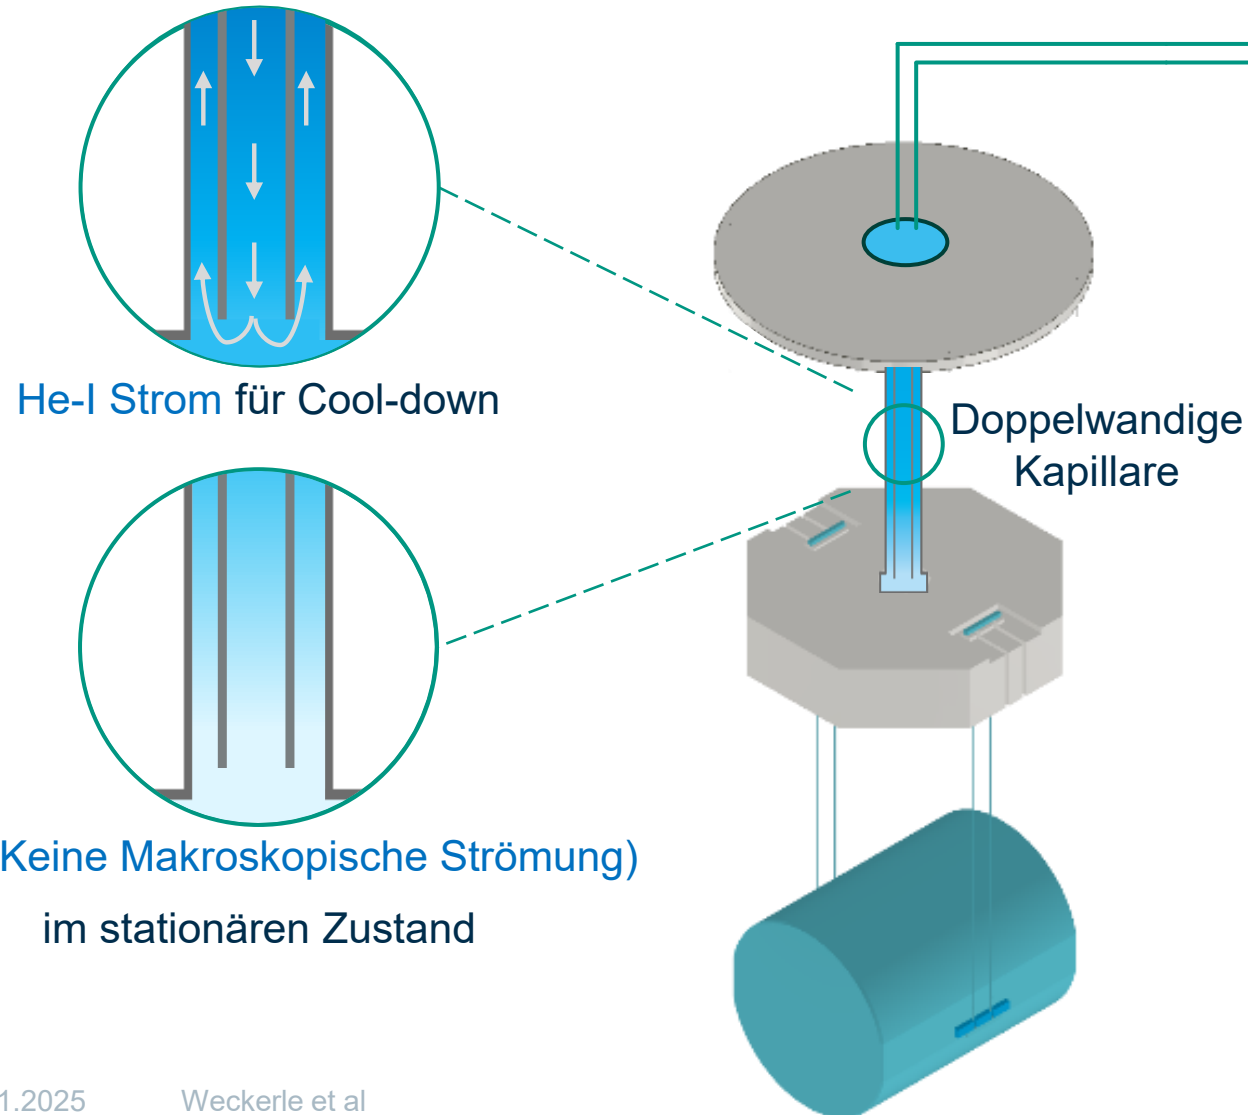 He-I Strom für Cool-down
Doppelwandige
Kapillare
Keine Makroskopische Strömung)
im stationären Zustand
1.2025 Weckerle et al